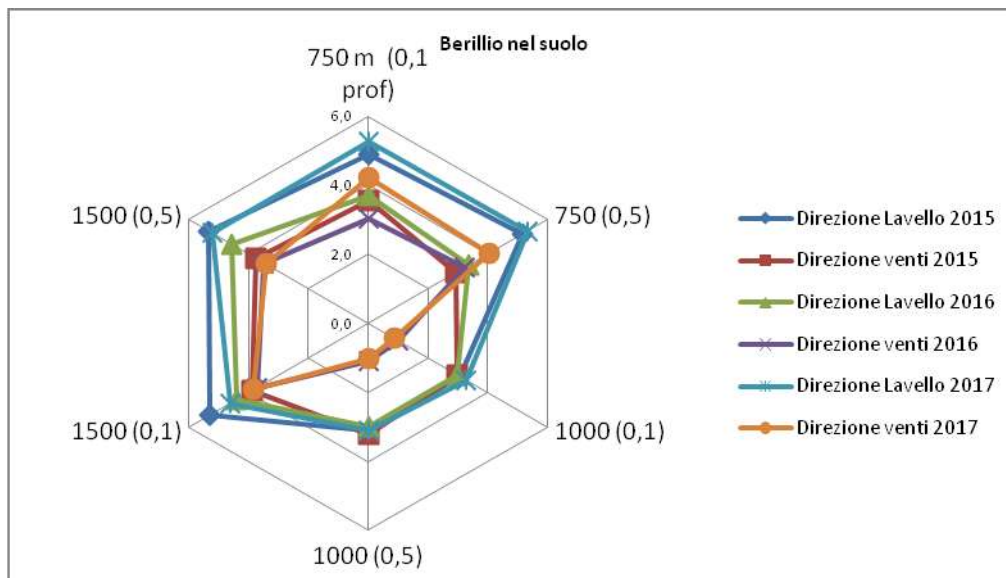 Berillio nel suolo
750 m (0,1
prof)
6,0
4,0
2,0
0,0
750 (0,5)
1000 (0,1)
1000 (0,5)
1500 (0,1)
1500 (0,5)
Direzione Lavello 2015
Direzione venti 2015
Direzione Lavello 2016
Direzione venti 2016
Direzione Lavello 2017
Direzione venti 2017